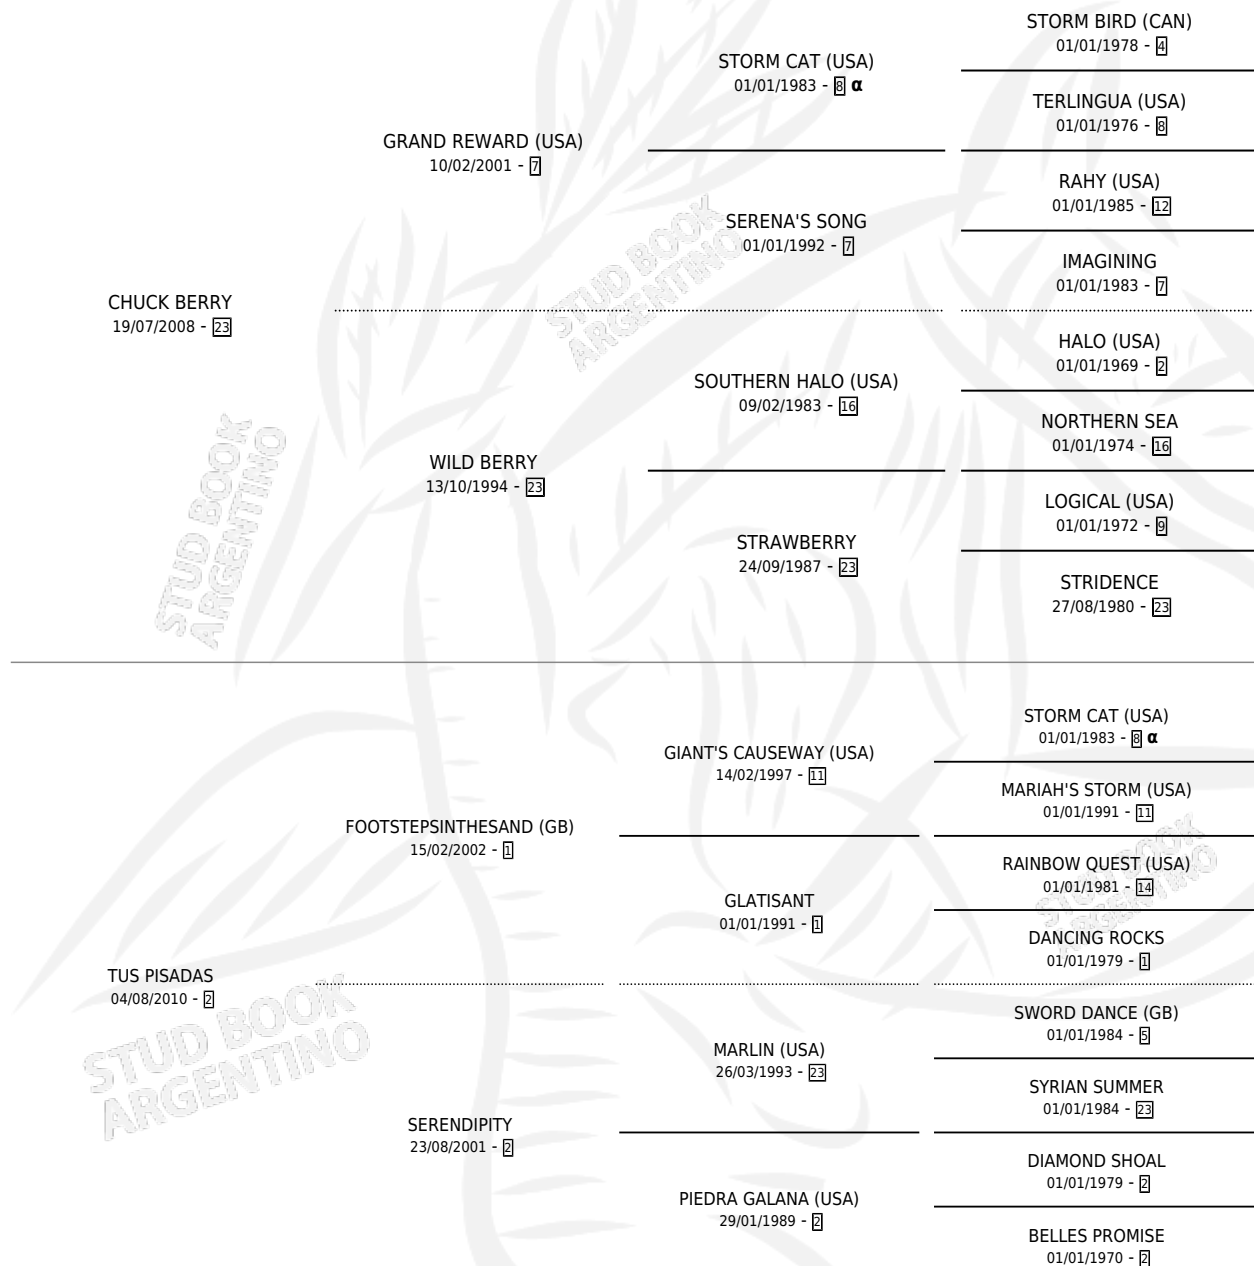 STORM BIRD (CAN)
01/01/1978 - 4
STORM CAT (USA)
01/01/1983 - 8 α
TERLINGUA (USA)
01/01/1976 - 8
GRAND REWARD (USA)
10/02/2001 - 7
RAHY (USA)
01/01/1985 - 12
SERENA'S SONG
01/01/1992 - 7
IMAGINING
01/01/1983 - 7
CHUCK BERRY
19/07/2008 - 23
HALO (USA)
01/01/1969 - 2
SOUTHERN HALO (USA)
09/02/1983 - 16
NORTHERN SEA
01/01/1974 - 16
WILD BERRY
13/10/1994 - 23
LOGICAL (USA)
01/01/1972 - 9
STRAWBERRY
24/09/1987 - 23
STRIDENCE
27/08/1980 - 23
STUD BOOK
ARGENTINO
STUD BOOK
ARGENTINO
STORM CAT (USA)
01/01/1983 - 8 α
GIANT'S CAUSEWAY (USA)
14/02/1997 - 11
MARIAH'S STORM (USA)
01/01/1991 - 11
FOOTSTEPSINTHESAND (GB)
15/02/2002 - 1
RAINBOW QUEST (USA)
01/01/1981 - 14
GLATISANT
01/01/1991 - 1
DANCING ROCKS
01/01/1979 - 1
TUS PISADAS
04/08/2010 - 2
SWORD DANCE (GB)
01/01/1984 - 5
MARLIN (USA)
26/03/1993 - 23
SYRIAN SUMMER
01/01/1984 - 23
SERENDIPITY
23/08/2001 - 2
DIAMOND SHOAL
01/01/1979 - 2
PIEDRA GALANA (USA)
29/01/1989 - 2
BELLES PROMISE
01/01/1970 - 2
STUD BOOK
ARGENTINO
STUD BOOK
ARGENTINO